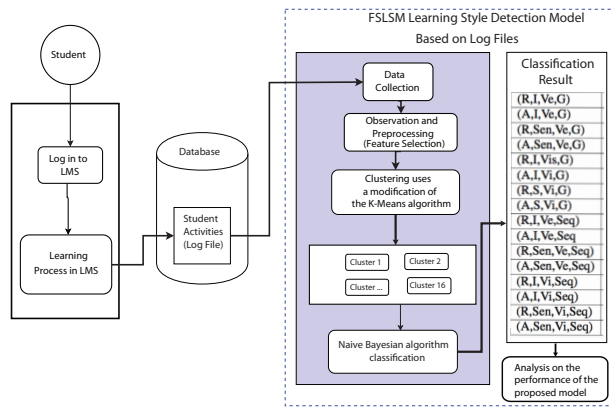 Student
Log in to
LMS
Learning
Process in LMS
Database
Student
Activities
(Log File)
FSLSM Learning Style Detection Model
Based on Log Files
Data
Collection
Observation and
Preprocessing
(Feature Selection)
Clustering uses
a modification of
the K-Means algorithm
Cluster 1
Cluster 2
Cluster ...
Cluster 16
Naive Bayesian algorithm
classification
Classification
Result
(R,I,Ve,G)
(A,I,Ve,G)
(R,Sen,Ve,G)
(A,Sen,Ve,G)
(R,I,Vis,G)
(A,I,Vi,G)
(R,S,Vi,G)
(A,S,Vi,G)
(R,I,Ve,Seq)
(A,I,Ve,Seq
(R,Sen,Ve,Seq)
(A,Sen,Ve,Seq)
(R,I,Vi,Seq)
(A,I,Vi,Seq)
(R,Sen,Vi,Seq)
(A,Sen,Vi,Seq)
Analysis on the
performance of the
proposed model